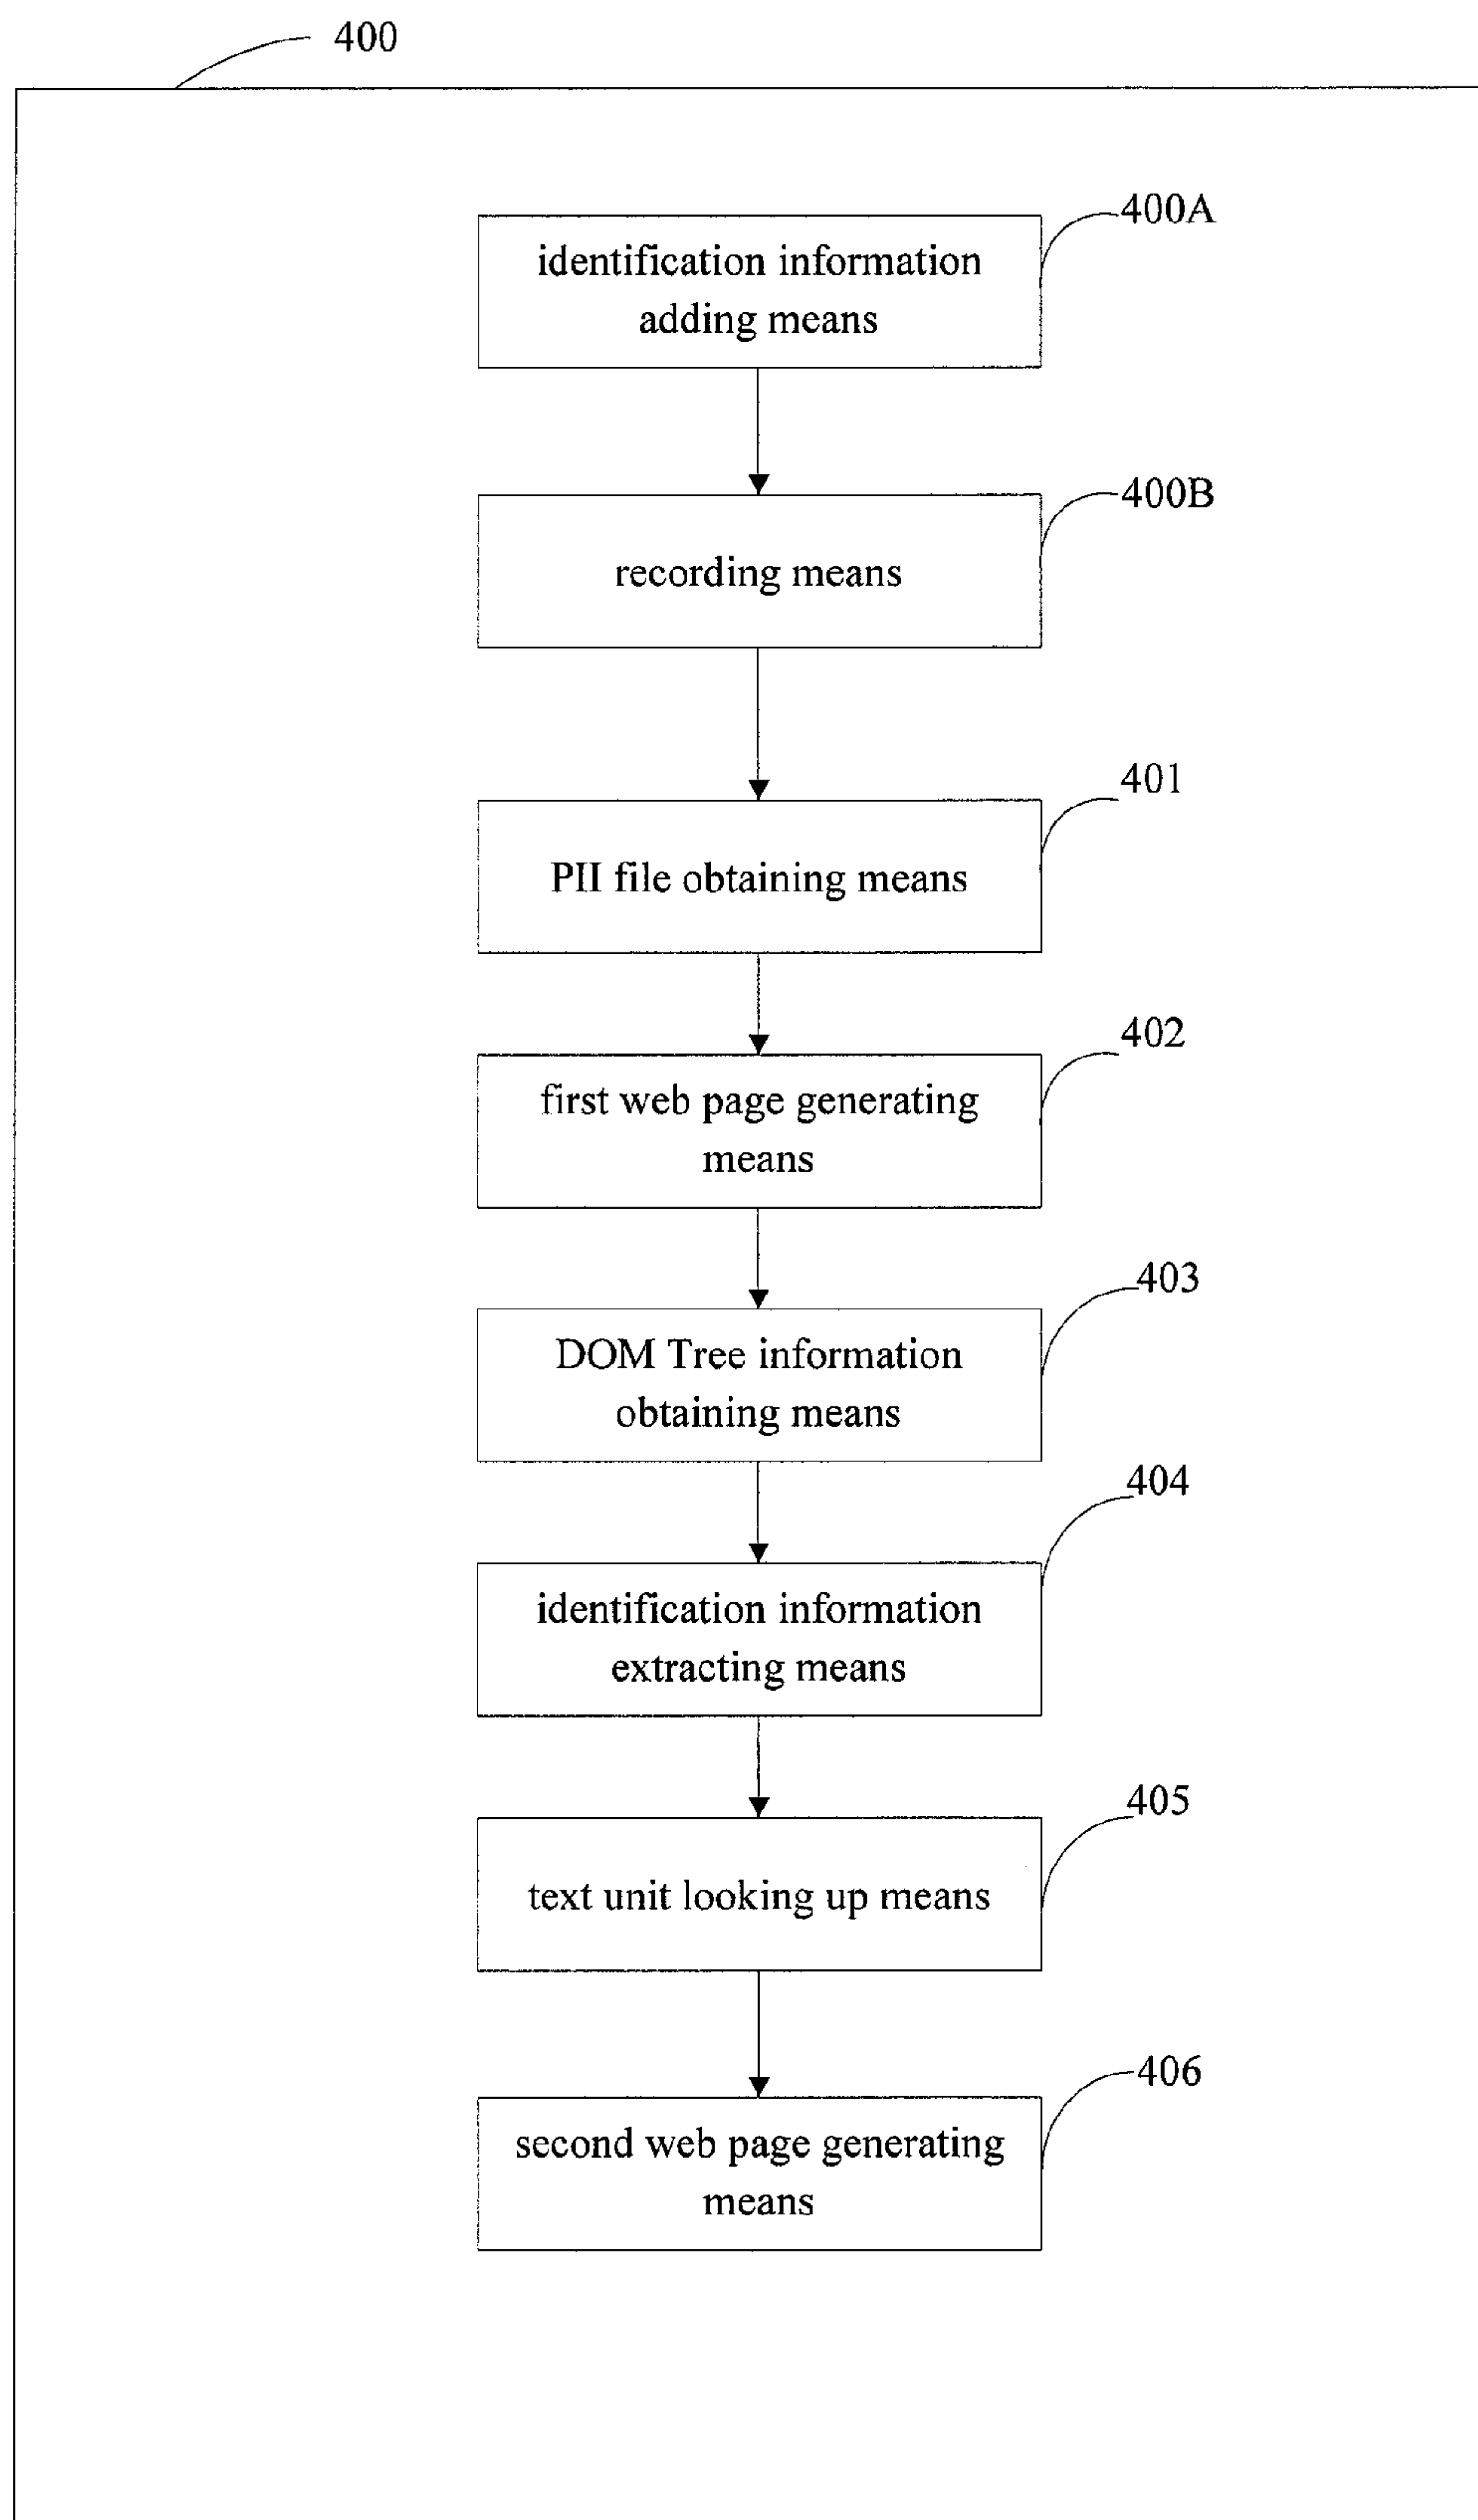 400
400A
identification information
adding means
400B
recording means
401
PII file obtaining means
402
first web page generating
means
403
DOM Tree information
obtaining means
404
identification information
extracting means
405
text unit looking up means
406
second web page generating
means